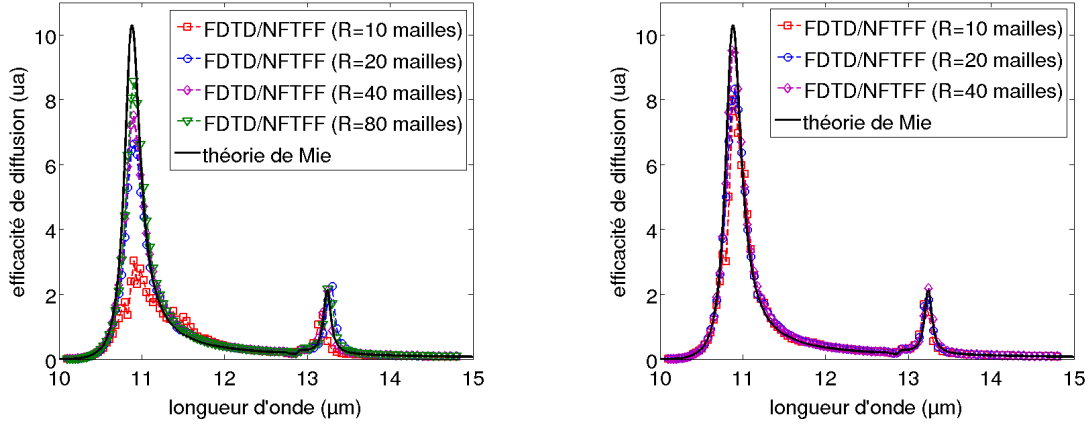 efficacité de diffusion (ua)
10
8
6
4
2
0
FDTD/NFTFF (R=10 mailles)
FDTD/NFTFF (R=20 mailles)
FDTD/NFTFF (R=40 mailles)
FDTD/NFTFF (R=80 mailles)
théorie de Mie
10 11 12 13 14 15
longueur d'onde (µm)
efficacité de diffusion (ua)
10
8
6
4
2
0
FDTD/NFTFF (R=10 mailles)
FDTD/NFTFF (R=20 mailles)
FDTD/NFTFF (R=40 mailles)
théorie de Mie
10 11 12 13 14 15
longueur d'onde (µm)